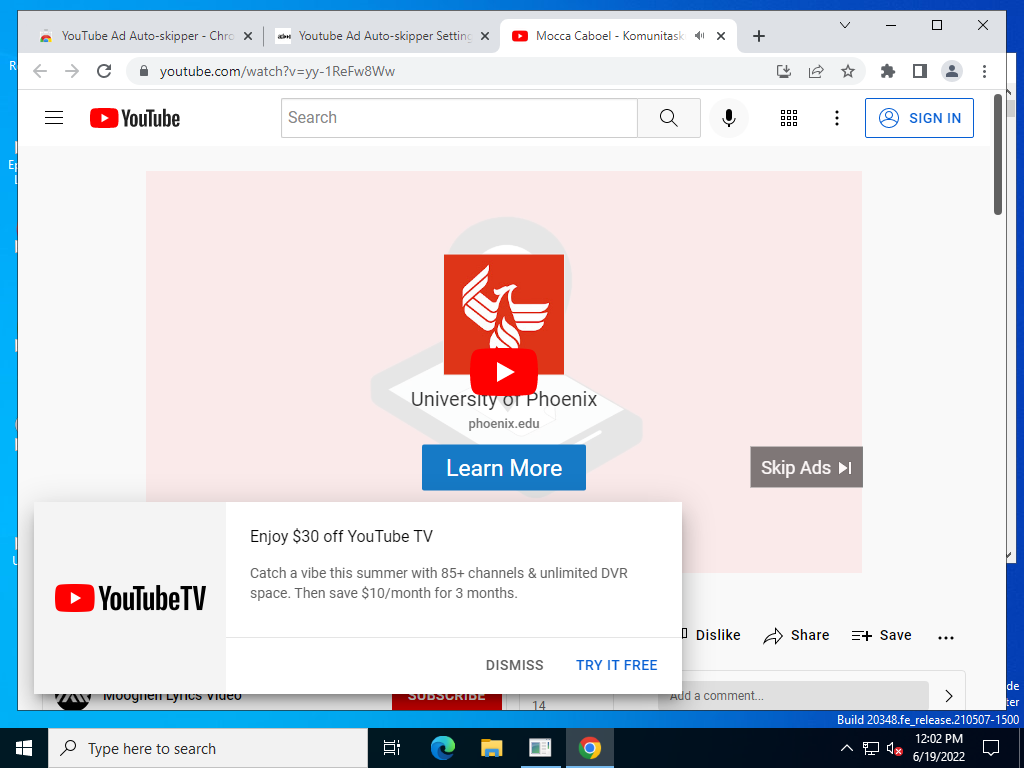 YouTube Ad Auto-skipper - Chro
Youtube Ad Auto-skipper Setting
Mocca Caboel - Komunitask
youtube.com/watch?v=yy-1ReFw8Ww
YouTube
Search
SIGN IN
University of Phoenix
phoenix.edu
Learn More
Skip Ads
Enjoy $30 off YouTube TV
Catch a vibe this summer with 85+ channels & unlimited DVR
space. Then save $10/month for 3 months.
YouTubeTV
DISMISS
TRY IT FREE
Dislike
Share
Save
Mooghen Lyrics Video
SUBSCRIBE
14
Add a comment...
Build 20348.fe_release.210507-1500
Type here to search
12:02 PM
6/19/2022